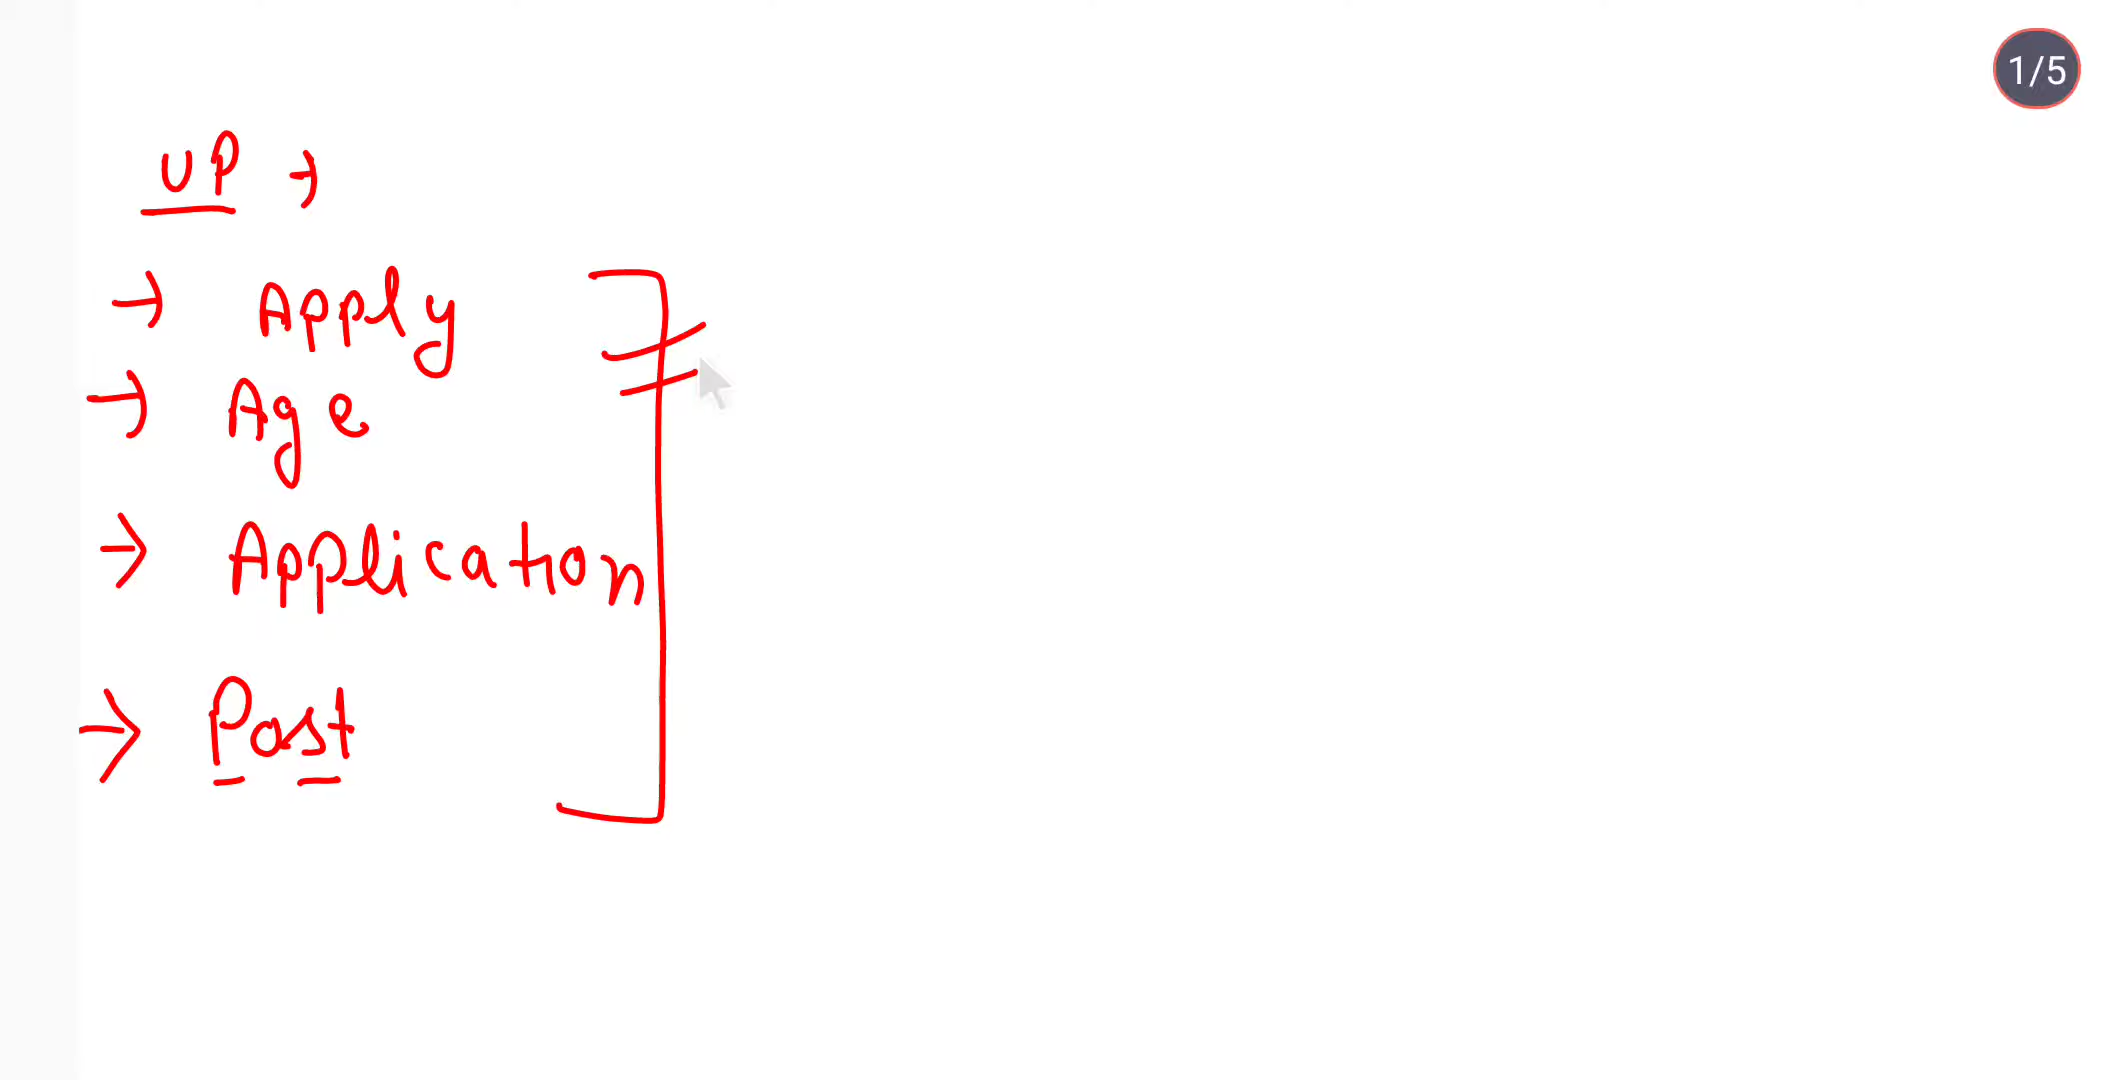 1/5
UP →
→ Apply
→ Age
→ Application
→ Post